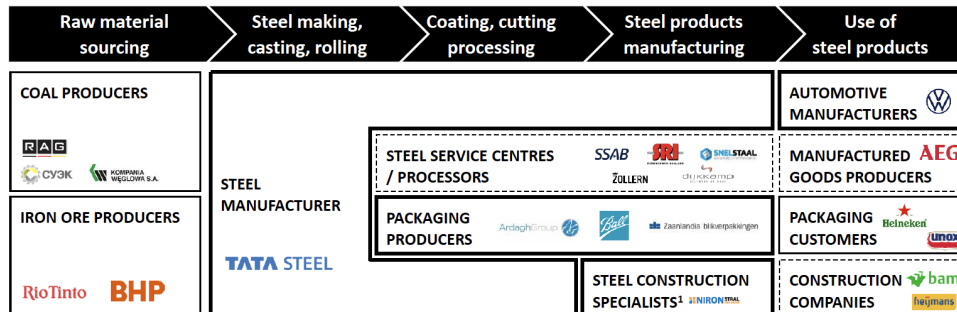 Raw material
sourcing
Steel making,
casting, rolling
Coating, cutting
processing
Steel products
manufacturing
Use of
steel products
COAL PRODUCERS
RAG
СУЭК
KOMPANIA
WĘGLOWA S.A.
IRON ORE PRODUCERS
RioTinto
BHP
STEEL
MANUFACTURER
TATA STEEL
STEEL SERVICE CENTRES
/ PROCESSORS
SSAB
SRI
SNELSTAAL
ZOLLERN
dijkkamp
PACKAGING
PRODUCERS
ArdaghGroup
Ball
Zaanlandia blikverpakkingen
STEEL CONSTRUCTION
SPECIALISTS¹
NIRONSTAAL
AUTOMOTIVE
MANUFACTURERS
MANUFACTURED
GOODS PRODUCERS
AEG
PACKAGING
CUSTOMERS
Heineken
unox
CONSTRUCTION
COMPANIES
bam
heijmans